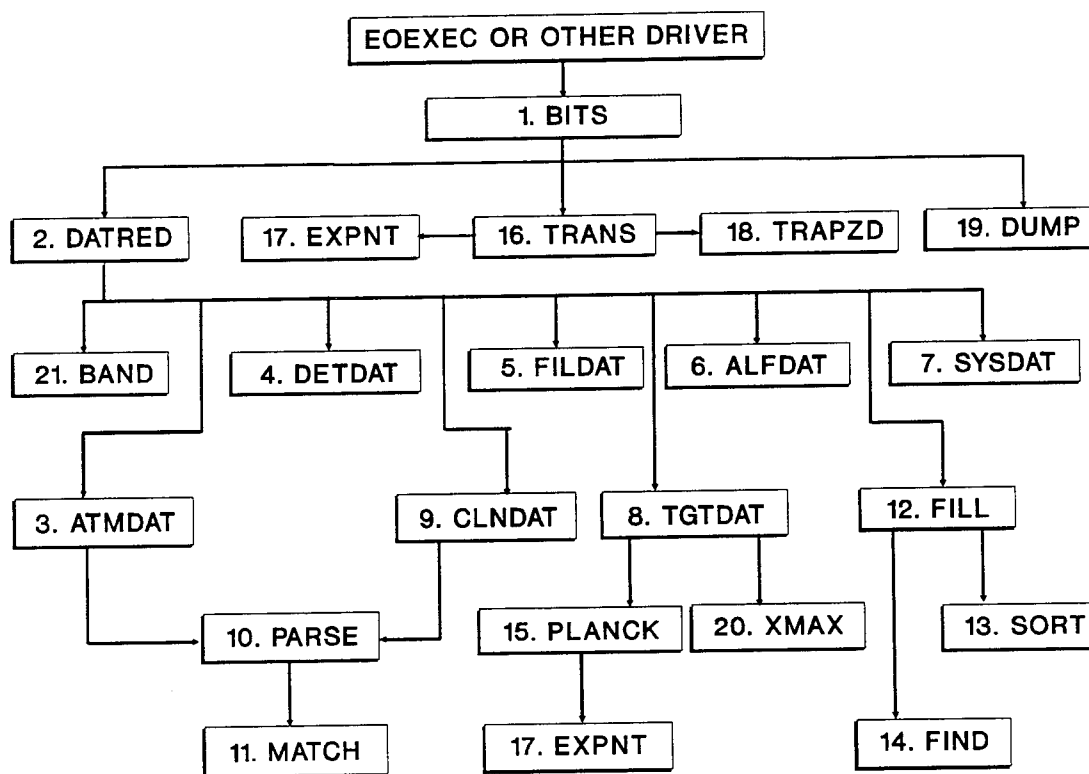 EOEXEC OR OTHER DRIVER
1. BITS
2. DATRED
17. EXPNT
16. TRANS
18. TRAPZD
19. DUMP
21. BAND
4. DETDAT
5. FILDAT
6. ALFDAT
7. SYSDAT
3. ATMDAT
9. CLNDAT
8. TGTDAT
12. FILL
10. PARSE
15. PLANCK
20. XMAX
13. SORT
11. MATCH
17. EXPNT
14. FIND